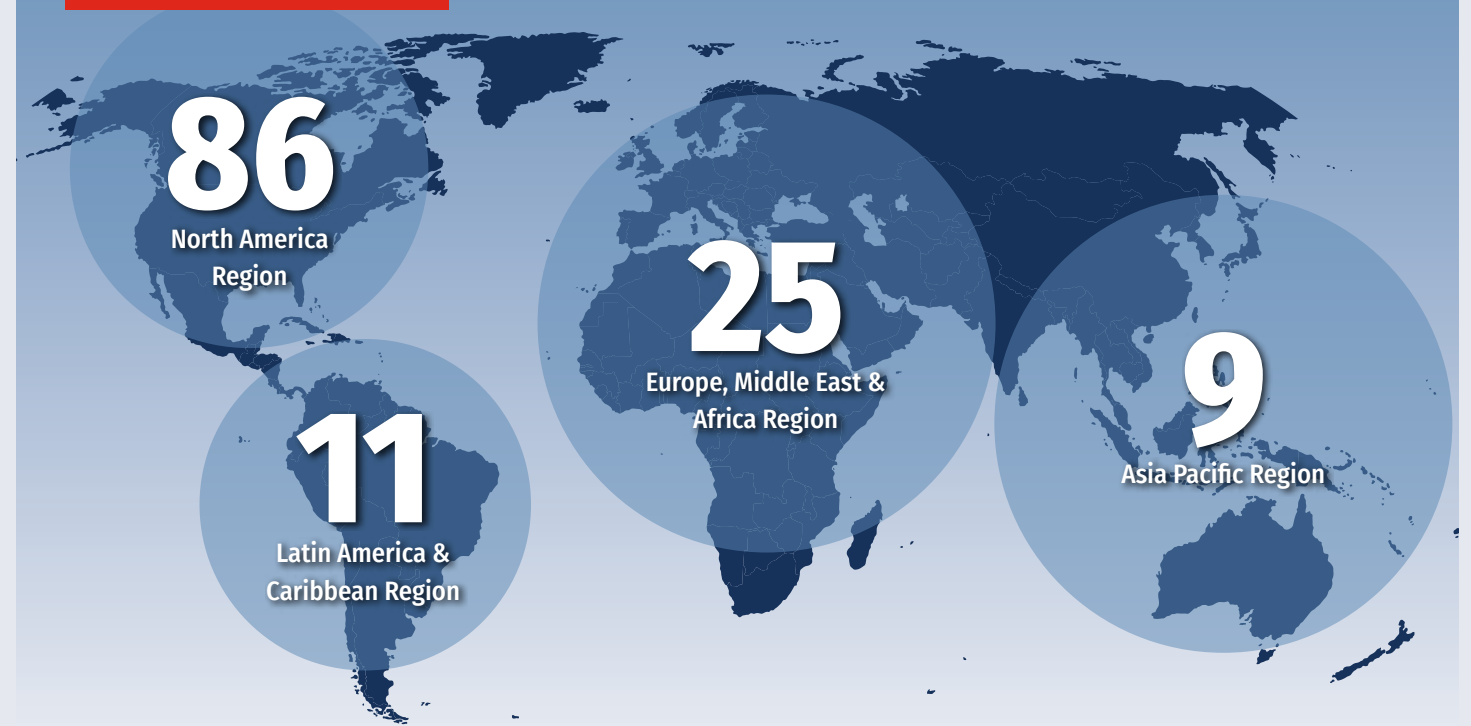 86
North America
Region
25
Europe, Middle East &
Africa Region
9
Asia Pacific Region
11
Latin America &
Caribbean Region